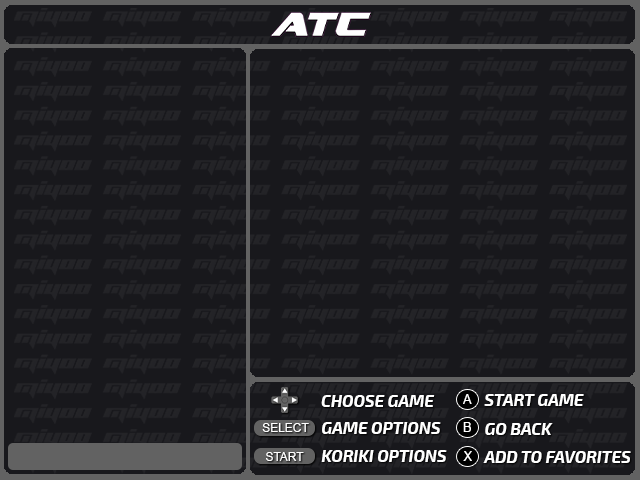 ATC
CHOOSE GAME
A START GAME
SELECT GAME OPTIONS
B GO BACK
START KORIKI OPTIONS
X ADD TO FAVORITES